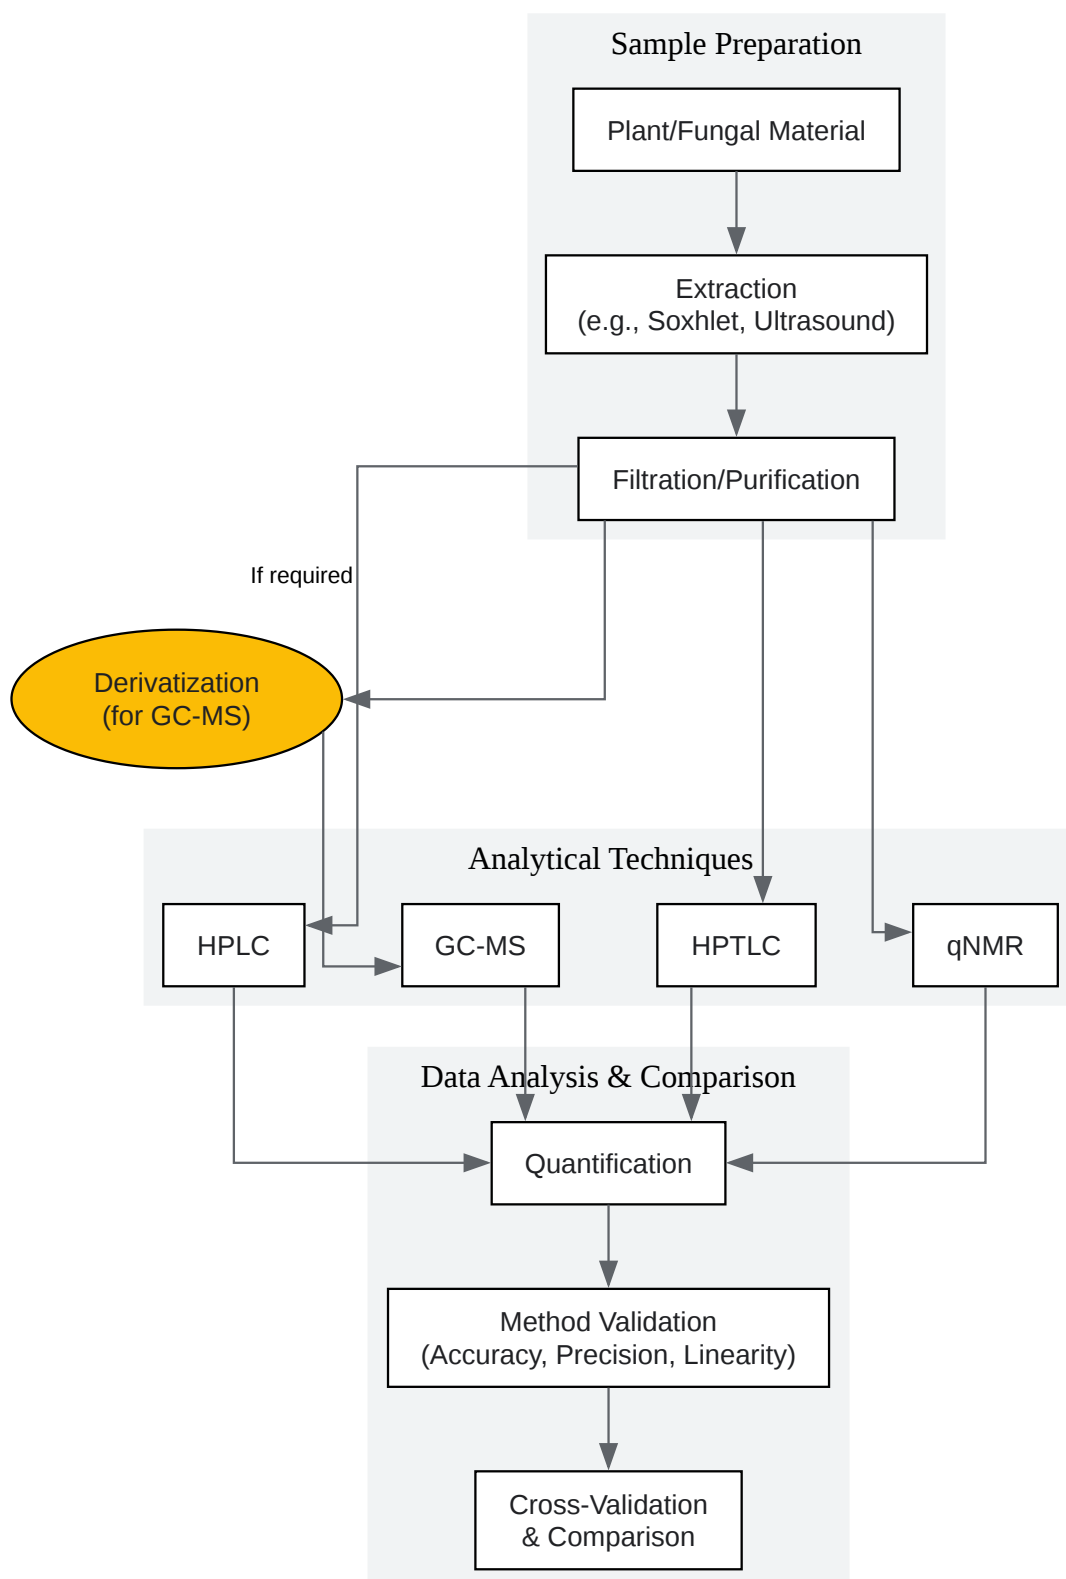 Sample Preparation
Plant/Fungal Material
Extraction
(e.g., Soxhlet, Ultrasound)
Filtration/Purification
If required
Derivatization
(for GC-MS)
Analytical Techniques
HPLC
GC-MS
HPTLC
qNMR
Data Analysis & Comparison
Quantification
Method Validation
(Accuracy, Precision, Linearity)
Cross-Validation
& Comparison